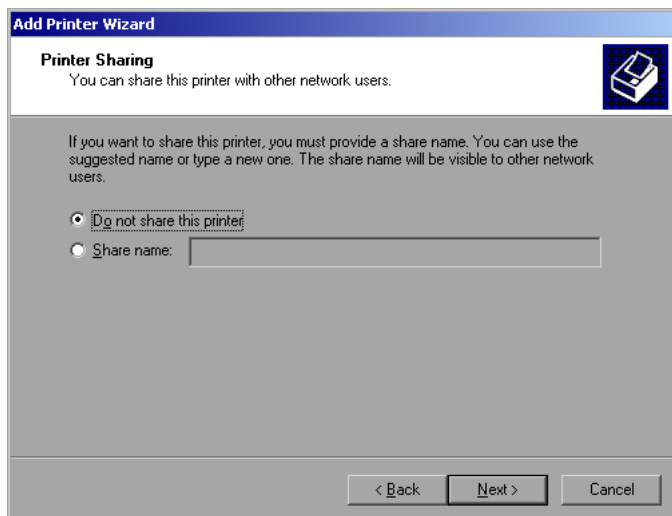 Add Printer Wizard
Printer Sharing
You can share this printer with other network users.
If you want to share this printer, you must provide a share name. You can use the
suggested name or type a new one. The share name will be visible to other network
users.
Do not share this printer
Share name:
< Back
Next >
Cancel